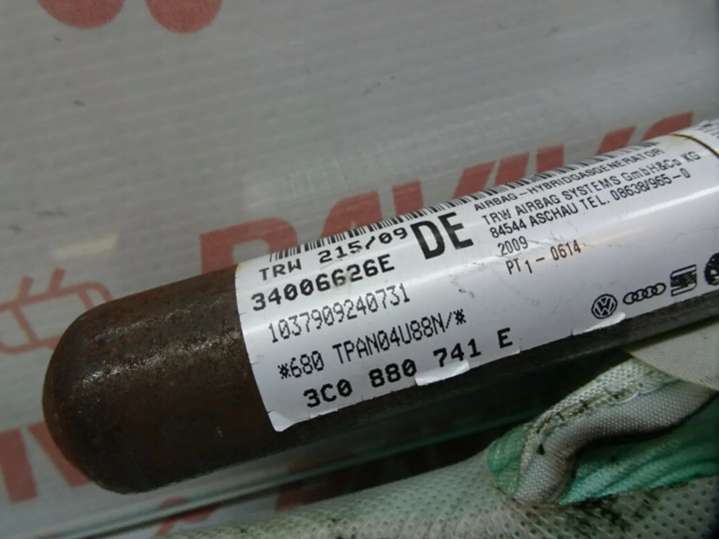 TRW 215/09
34006626E
1037909240731
*680 TPAN04U88N/*
3C0 880 741 E
DE
AIRBAG-HYBRIDGASGENERATOR
TRW AIRBAG SYSTEMS GmbH&Co KG
84544 ASCHAU TEL. 08638/965-0
2009
PT1-0614